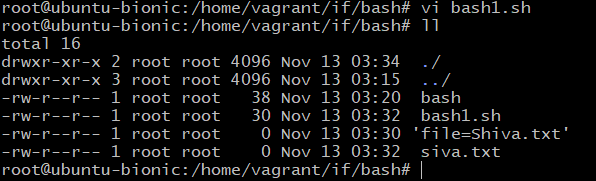 root@ubuntu-bionic:/home/vagrant/if/bash# vi bash1.sh
root@ubuntu-bionic:/home/vagrant/if/bash# ll
total 16
drwxr-xr-x 2 root root 4096 Nov 13 03:34 ./
drwxr-xr-x 3 root root 4096 Nov 13 03:15 ../
-rw-r--r-- 1 root root   38 Nov 13 03:20 bash
-rw-r--r-- 1 root root   30 Nov 13 03:32 bash1.sh
-rw-r--r-- 1 root root    0 Nov 13 03:30 'file=Shiva.txt'
-rw-r--r-- 1 root root    0 Nov 13 03:32 siva.txt
root@ubuntu-bionic:/home/vagrant/if/bash#